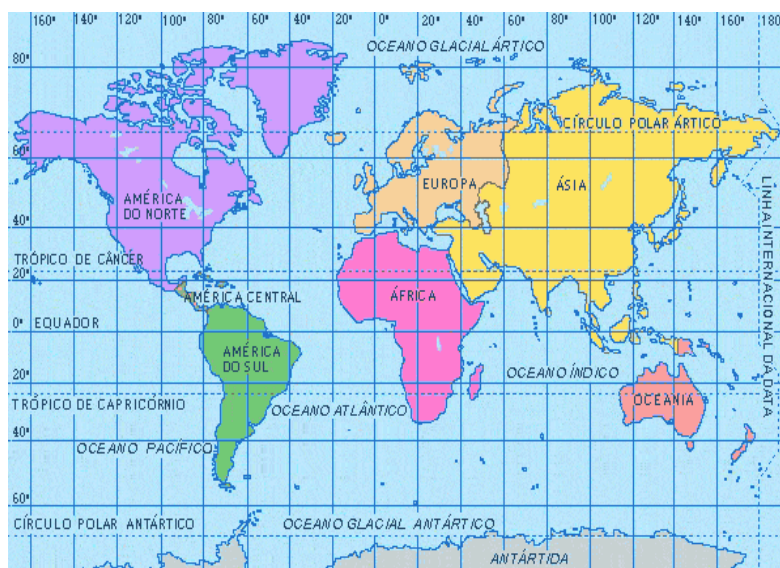 160° 140° 120° 100° 80° 60° 40° 20° 0° 20° 40° 60° 80° 100° 120° 140° 160° 180
OCEANO GLACIAL ÁRTICO
80°
CÍRCULO POLAR ÁRTICO
60°
EUROPA
ÁSIA
AMÉRICA
DO NORTE
40°
LINHA INTERNACIONAL DA DATA
TRÓPICO DE CÂNCER
20°
AMÉRICA CENTRAL
ÁFRICA
0° EQUADOR
AMÉRICA
DO SUL
OCEANO ÍNDICO
20°
TRÓPICO DE CAPRICÓRNIO
OCEANO ATLÂNTICO
OCEANIA
40°
OCEANO PACÍFICO
60°
CÍRCULO POLAR ANTÁRTICO
OCEANO GLACIAL ANTÁRTICO
ANTÁRTIDA